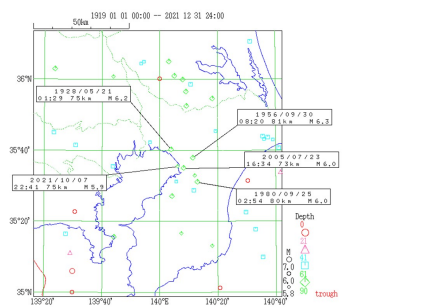 1919 01 01 00:00 -- 2021 12 31 24:00
50km
36°N
1928/05/21
01:29 75km M6.2
1956/09/30
08:20 81km M6.3
35°40'
2005/07/23
16:34 73km M6.0
2021/10/07
22:41 75km M5.9
1980/09/25
02:54 80km M6.0
35°20'
35°N
139°20'
139°40'
140°E
140°20'
140°40'
M
7.0
6.0
5.8
Depth
0
90
trough